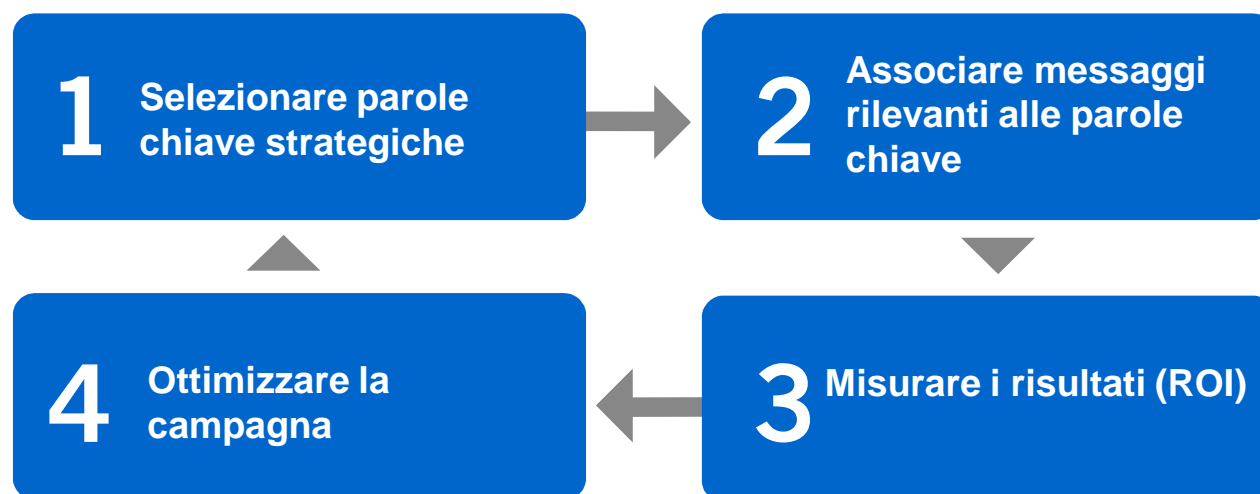 1
Selezionare parole
chiave strategiche
2
Associare messaggi
rilevanti alle parole
chiave
3
Misurare i risultati (ROI)
4
Ottimizzare la
campagna